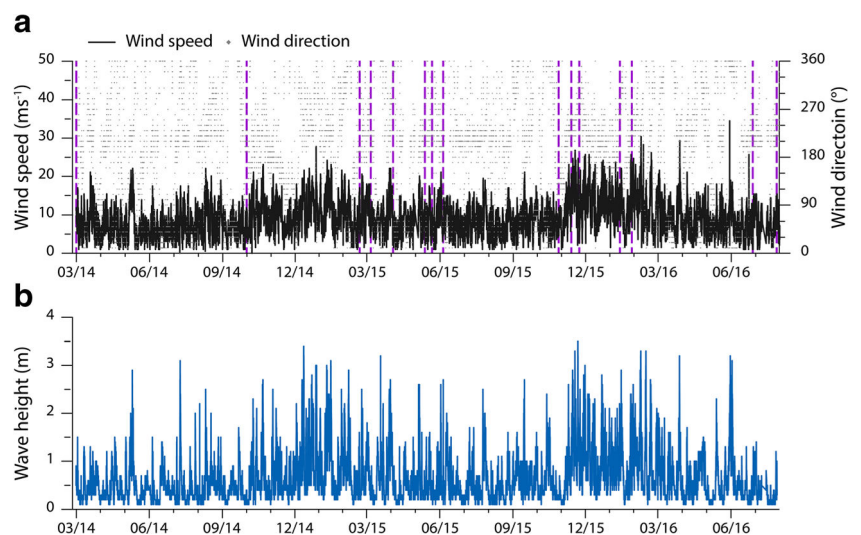 a
Wind speed Wind direction
Wind speed (ms⁻¹)
50
40
30
20
10
0
360
270
180
90
0
Wind directoin (°)
03/14 06/14 09/14 12/14 03/15 06/15 09/15 12/15 03/16 06/16
b
Wave height (m)
4
3
2
1
0
03/14 06/14 09/14 12/14 03/15 06/15 09/15 12/15 03/16 06/16